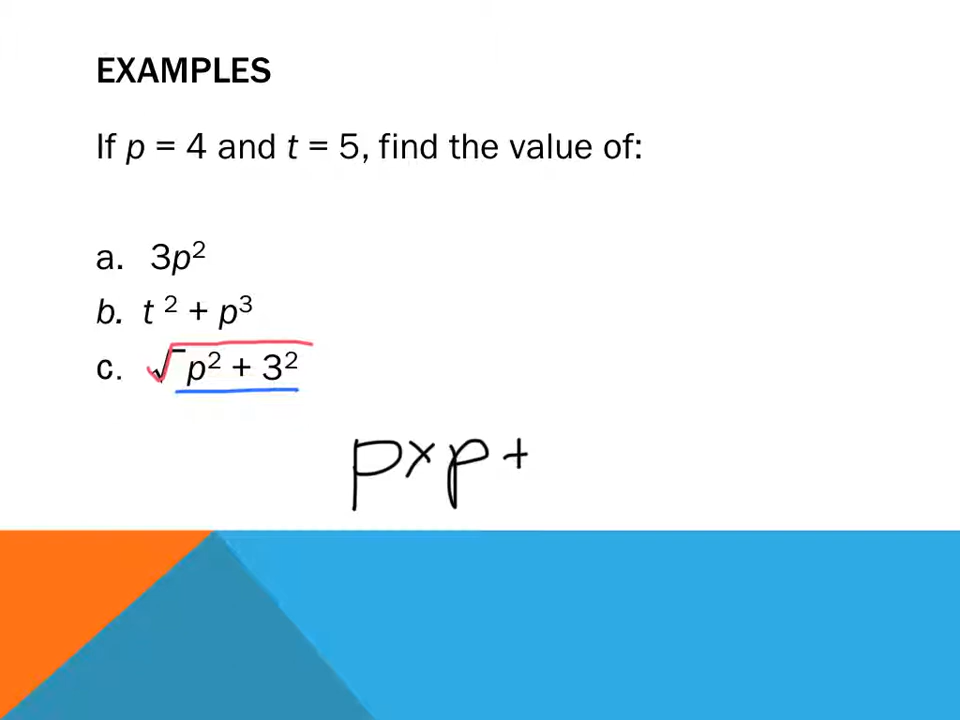 EXAMPLES
If p = 4 and t = 5, find the value of:
a. 3p²
b. t ² + p³
c. √p² + 3²
p×p+